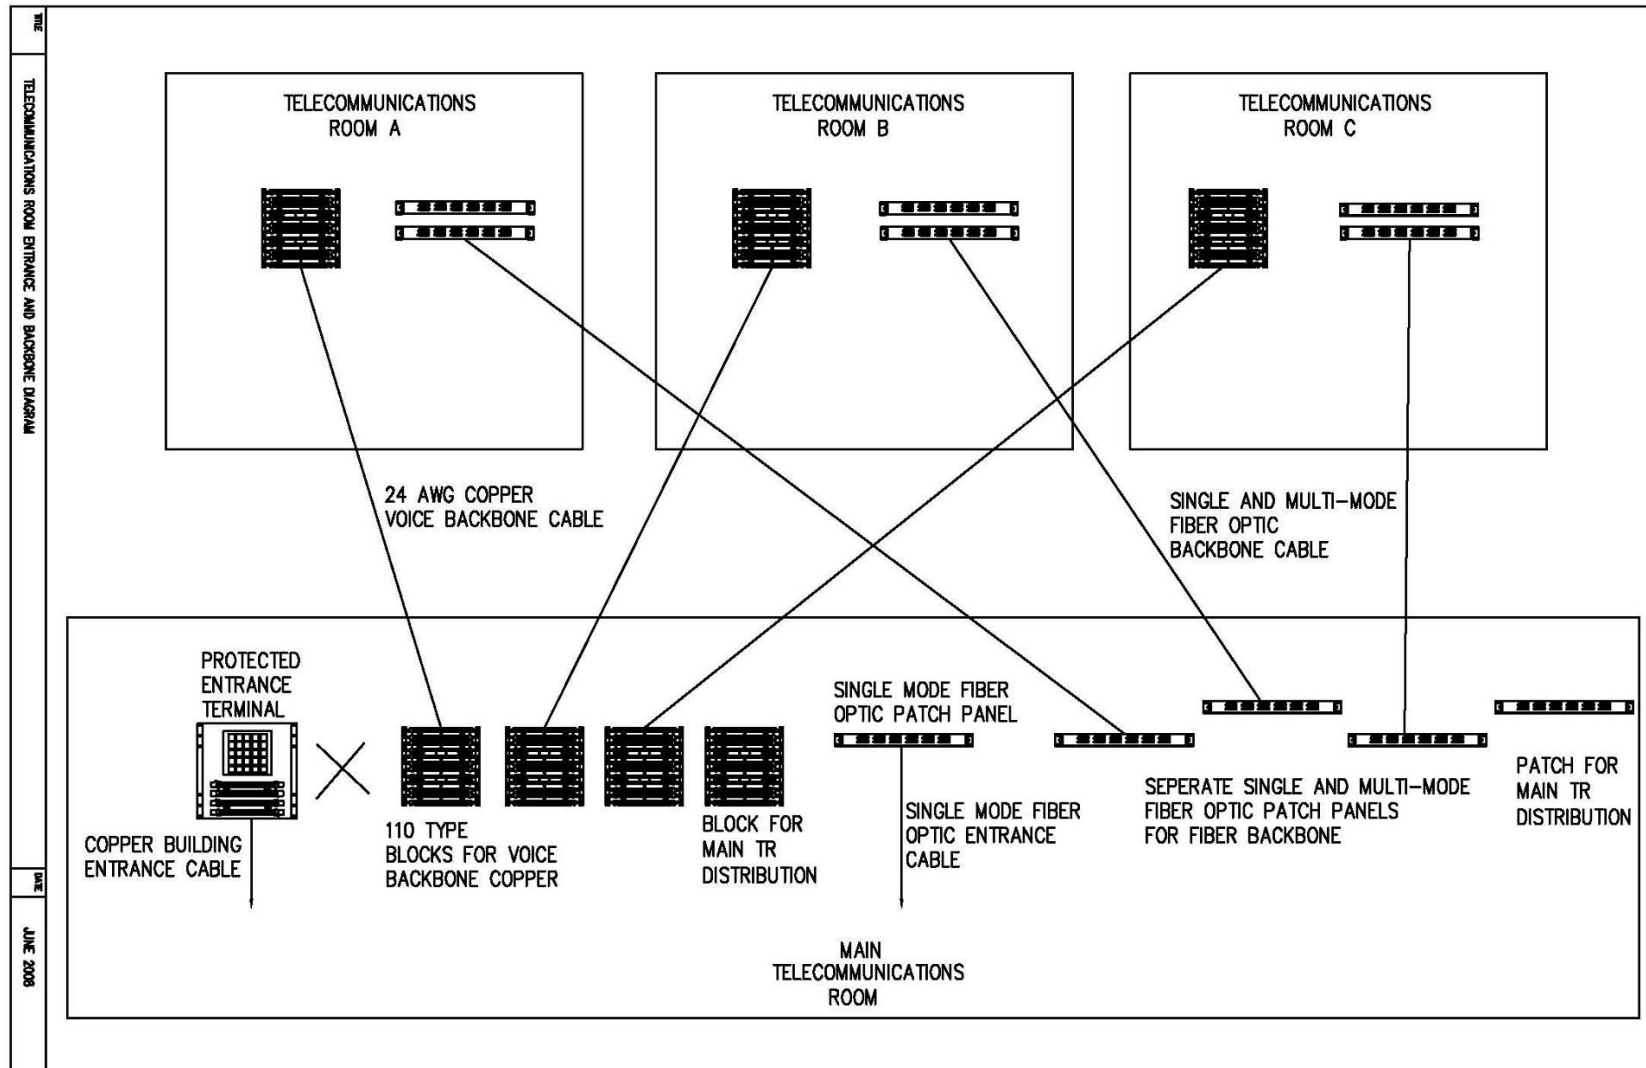 TITLE
TELECOMMUNICATIONS ROOM ENTRANCE AND BACKBONE DIAGRAM
DATE
JUNE 2008
TELECOMMUNICATIONS
ROOM A
TELECOMMUNICATIONS
ROOM B
TELECOMMUNICATIONS
ROOM C
24 AWG COPPER
VOICE BACKBONE CABLE
SINGLE AND MULTI-MODE
FIBER OPTIC
BACKBONE CABLE
PROTECTED
ENTRANCE
TERMINAL
SINGLE MODE FIBER
OPTIC PATCH PANEL
COPPER BUILDING
ENTRANCE CABLE
110 TYPE
BLOCKS FOR VOICE
BACKBONE COPPER
BLOCK FOR
MAIN TR
DISTRIBUTION
SINGLE MODE FIBER
OPTIC ENTRANCE
CABLE
SEPERATE SINGLE AND MULTI-MODE
FIBER OPTIC PATCH PANELS
FOR FIBER BACKBONE
PATCH FOR
MAIN TR
DISTRIBUTION
MAIN
TELECOMMUNICATIONS
ROOM